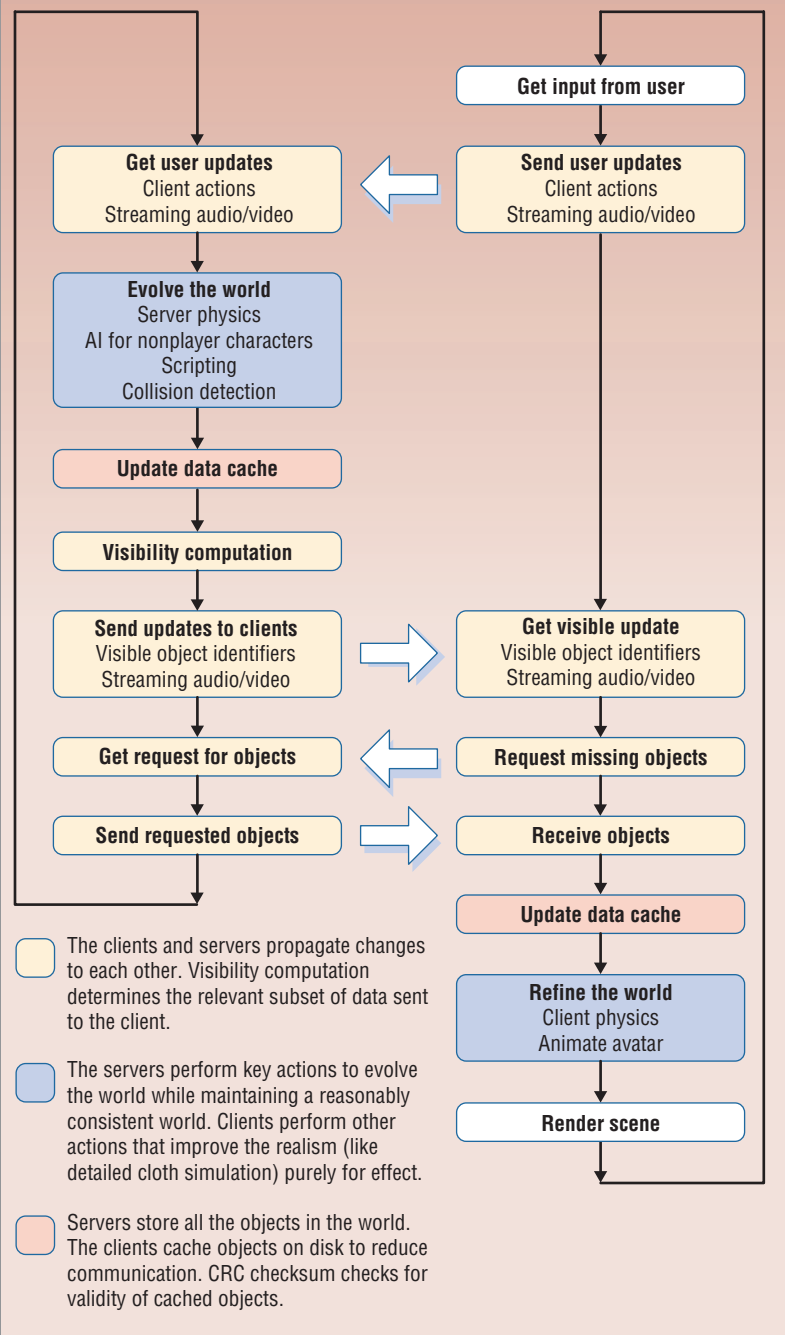 Get input from user
Get user updates
Client actions
Streaming audio/video
Send user updates
Client actions
Streaming audio/video
Evolve the world
Server physics
AI for nonplayer characters
Scripting
Collision detection
Update data cache
Visibility computation
Send updates to clients
Visible object identifiers
Streaming audio/video
Get visible update
Visible object identifiers
Streaming audio/video
Get request for objects
Request missing objects
Send requested objects
Receive objects
Update data cache
Refine the world
Client physics
Animate avatar
Render scene
The clients and servers propagate changes
to each other. Visibility computation
determines the relevant subset of data sent
to the client.
The servers perform key actions to evolve
the world while maintaining a reasonably
consistent world. Clients perform other
actions that improve the realism (like
detailed cloth simulation) purely for effect.
Servers store all the objects in the world.
The clients cache objects on disk to reduce
communication. CRC checksum checks for
validity of cached objects.